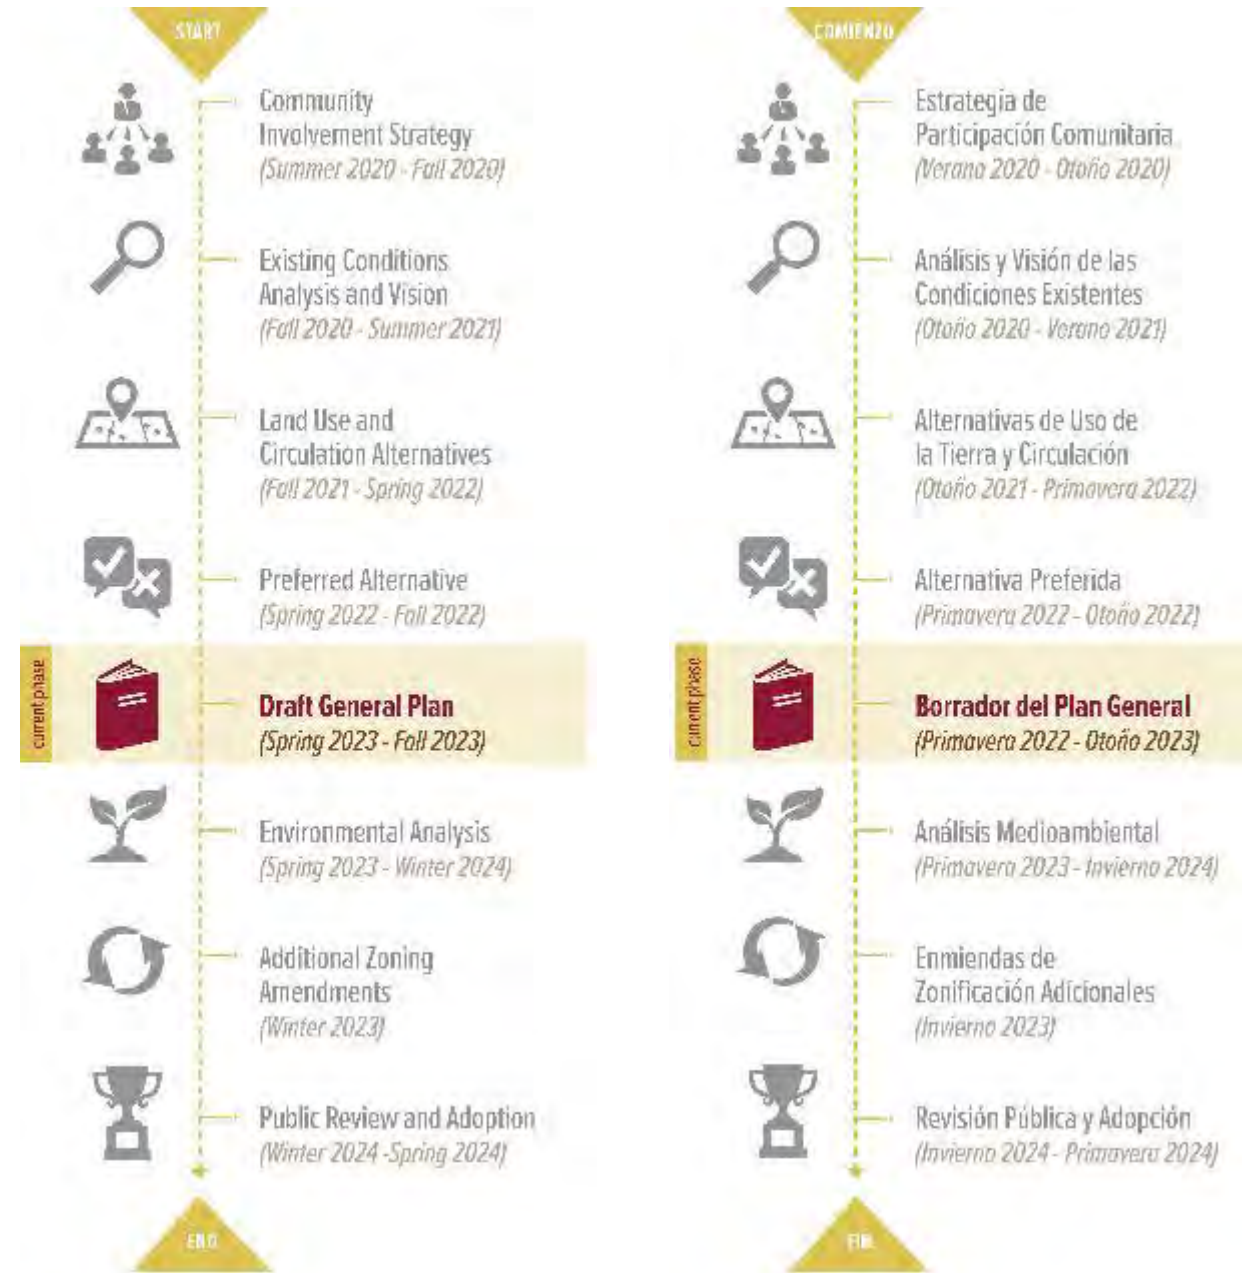 START
Community
Involvement Strategy
(Summer 2020 - Fall 2020)
Existing Conditions
Analysis and Vision
(Fall 2020 - Summer 2021)
Land Use and
Circulation Alternatives
(Fall 2021 - Spring 2022)
Preferred Alternative
(Spring 2022 - Fall 2022)
current phase
Draft General Plan
(Spring 2023 - Fall 2023)
Environmental Analysis
(Spring 2023 - Winter 2024)
Additional Zoning
Amendments
(Winter 2023)
Public Review and Adoption
(Winter 2024 -Spring 2024)
END
COMIENZO
Estrategia de
Participación Comunitaria
(Verano 2020 - Otoño 2020)
Análisis y Visión de las
Condiciones Existentes
(Otoño 2020 - Verano 2021)
Alternativas de Uso de
la Tierra y Circulación
(Otoño 2021 - Primavera 2022)
Alternativa Preferida
(Primavera 2022 - Otoño 2022)
current phase
Borrador del Plan General
(Primavera 2022 - Otoño 2023)
Análisis Medioambiental
(Primavera 2023 - Invierno 2024)
Enmiendas de
Zonificación Adicionales
(Invierno 2023)
Revisión Pública y Adopción
(Invierno 2024 - Primavera 2024)
FIN